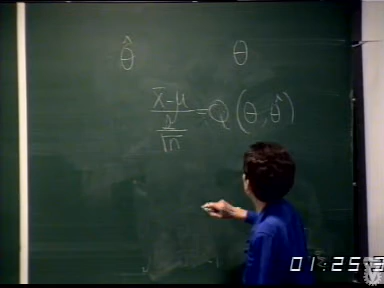 θ̂ θ
x̄-μ / (s/√n) = Q(θ, θ̂)
01:25:3